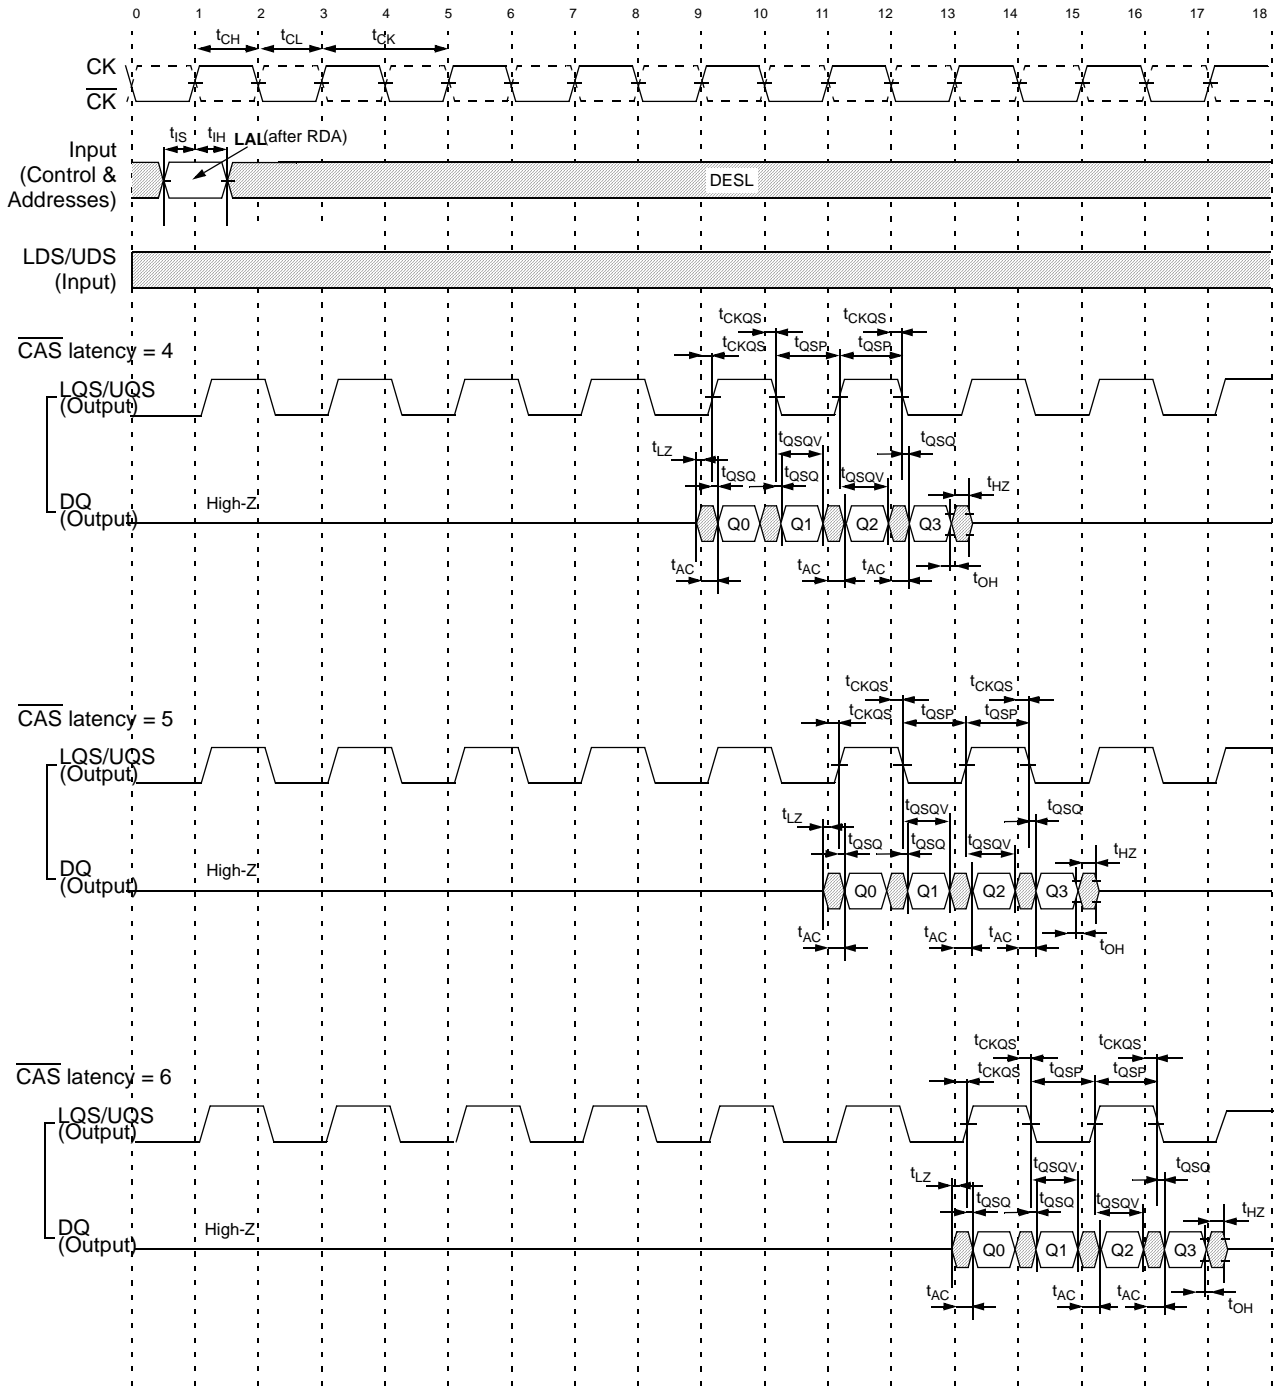 0 1 2 3 4 5 6 7 8 9 10 11 12 13 14 15 16 17 18
tCH tCL tCK
CK
CK
tIS tIH LAL(after RDA)
Input
(Control &
Addresses)
DESL
LDS/UDS
(Input)
tCKQS tCKQS
CAS latency = 4
tCKQS tQSP tQSP
LQS/UQS
(Output)
tLZ tQSQV tQSQ
tQSQ tQSQ tQSQV tHZ
DQ
(Output)
High-Z
Q0 Q1 Q2 Q3
tAC tAC tAC tOH
tCKQS tCKQS
CAS latency = 5
tCKQS tQSP tQSP
LQS/UQS
(Output)
tLZ tQSQV tQSQ
tQSQ tQSQ tQSQV tHZ
DQ
(Output)
High-Z
Q0 Q1 Q2 Q3
tAC tAC tAC tOH
tCKQS tCKQS
CAS latency = 6
tCKQS tQSP tQSP
LQS/UQS
(Output)
tLZ tQSQV tQSQ
tQSQ tQSQ tQSQV tHZ
DQ
(Output)
High-Z
Q0 Q1 Q2 Q3
tAC tAC tAC tOH